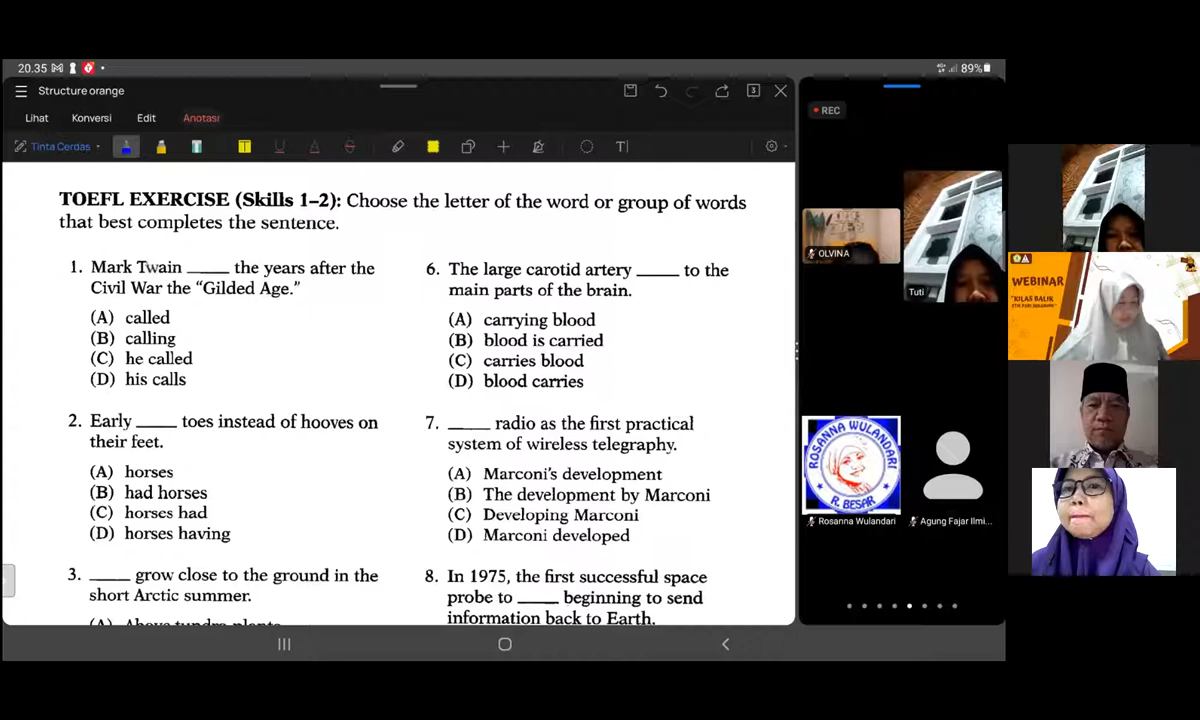 20.35
89%
Structure orange
3
Lihat Konversi Edit Anotasi
Tinta Cerdas
T
TOEFL EXERCISE (Skills 1–2): Choose the letter of the word or group of words
that best completes the sentence.
1. Mark Twain _____ the years after the
Civil War the “Gilded Age.”
(A) called
(B) calling
(C) he called
(D) his calls
2. Early _____ toes instead of hooves on
their feet.
(A) horses
(B) had horses
(C) horses had
(D) horses having
3. _____ grow close to the ground in the
short Arctic summer.
(A) Above tundra plants
6. The large carotid artery _____ to the
main parts of the brain.
(A) carrying blood
(B) blood is carried
(C) carries blood
(D) blood carries
7. _____ radio as the first practical
system of wireless telegraphy.
(A) Marconi’s development
(B) The development by Marconi
(C) Developing Marconi
(D) Marconi developed
8. In 1975, the first successful space
probe to _____ beginning to send
information back to Earth.
REC
OLVINA
Tuti
ROSANNA WULANDARI
R. BESAR
Rosanna Wulandari
Agung Fajar Ilmi...
WEBINAR
"KILAS BALIK